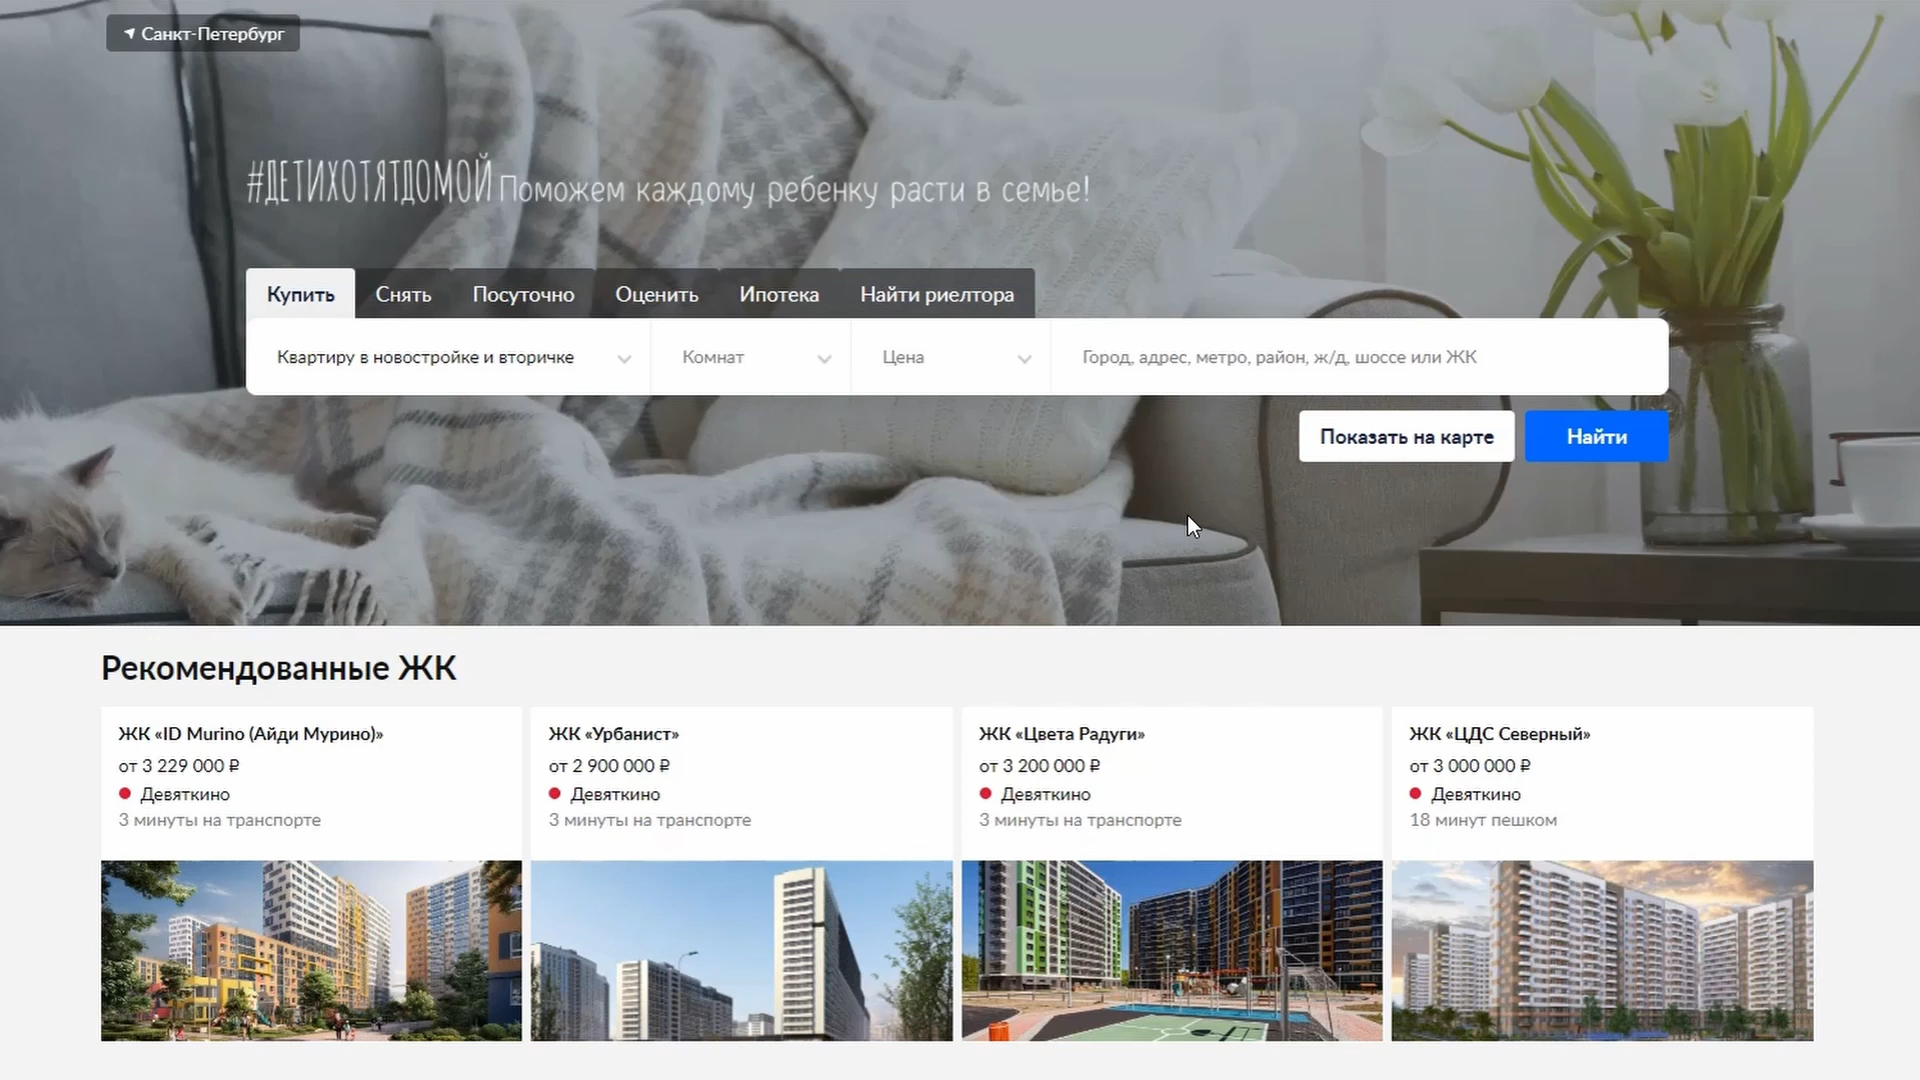 Санкт-Петербург
#ДЕТИХОТЯТДОМОЙ Поможем каждому ребенку расти в семье!
Купить Снять Посуточно Оценить Ипотека Найти риелтора
Квартиру в новостройке и вторичке Комнат Цена Город, адрес, метро, район, ж/д, шоссе или ЖК
Показать на карте Найти
Рекомендованные ЖК
ЖК «ID Murino (Айди Мурино)»
от 3 229 000 ₽
Девяткино
3 минуты на транспорте
ЖК «Урбанист»
от 2 900 000 ₽
Девяткино
3 минуты на транспорте
ЖК «Цвета Радуги»
от 3 200 000 ₽
Девяткино
3 минуты на транспорте
ЖК «ЦДС Северный»
от 3 000 000 ₽
Девяткино
18 минут пешком